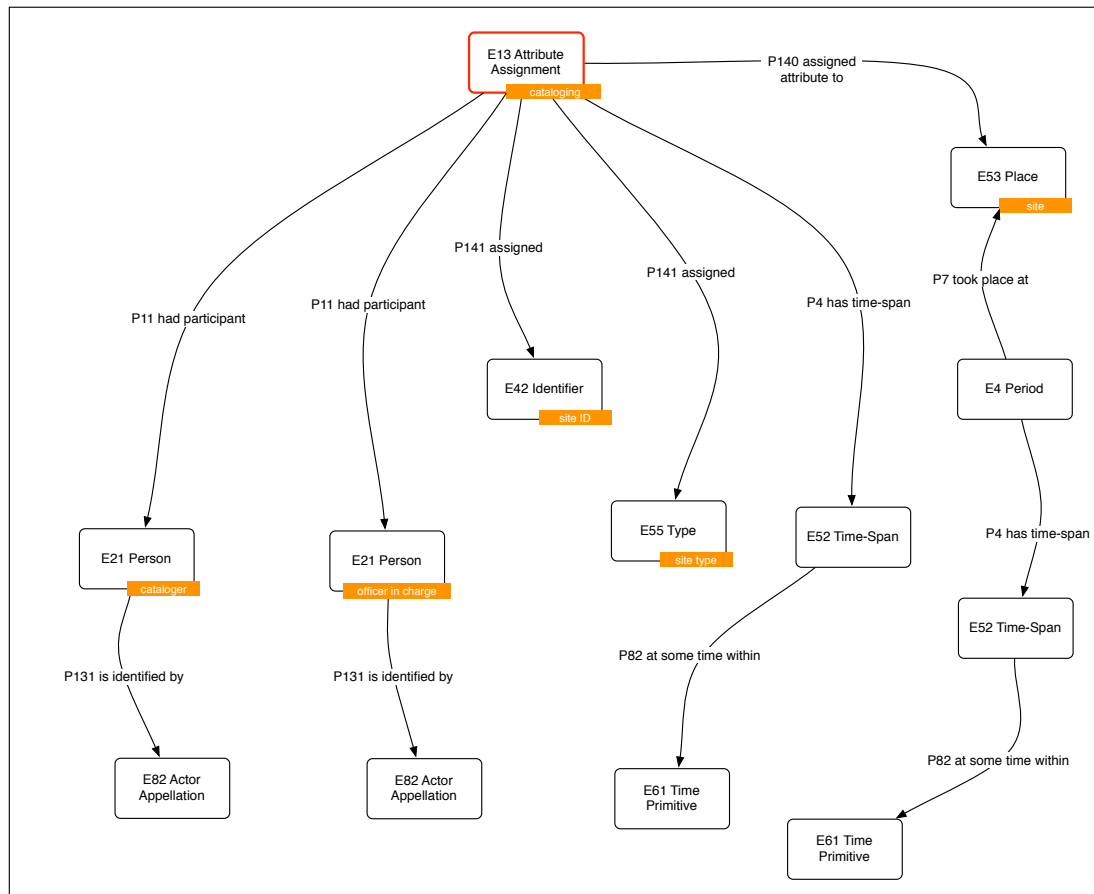 E13 Attribute
Assignment
cataloging
P140 assigned
attribute to
E53 Place
site
P141 assigned
P141 assigned
P7 took place at
P11 had participant
P11 had participant
P4 has time-span
E42 Identifier
site ID
E4 Period
E21 Person
cataloger
E21 Person
officer in charge
E55 Type
site type
E52 Time-Span
P4 has time-span
E52 Time-Span
P131 is identified by
P131 is identified by
P82 at some time within
P82 at some time within
E82 Actor
Appellation
E82 Actor
Appellation
E61 Time
Primitive
E61 Time
Primitive